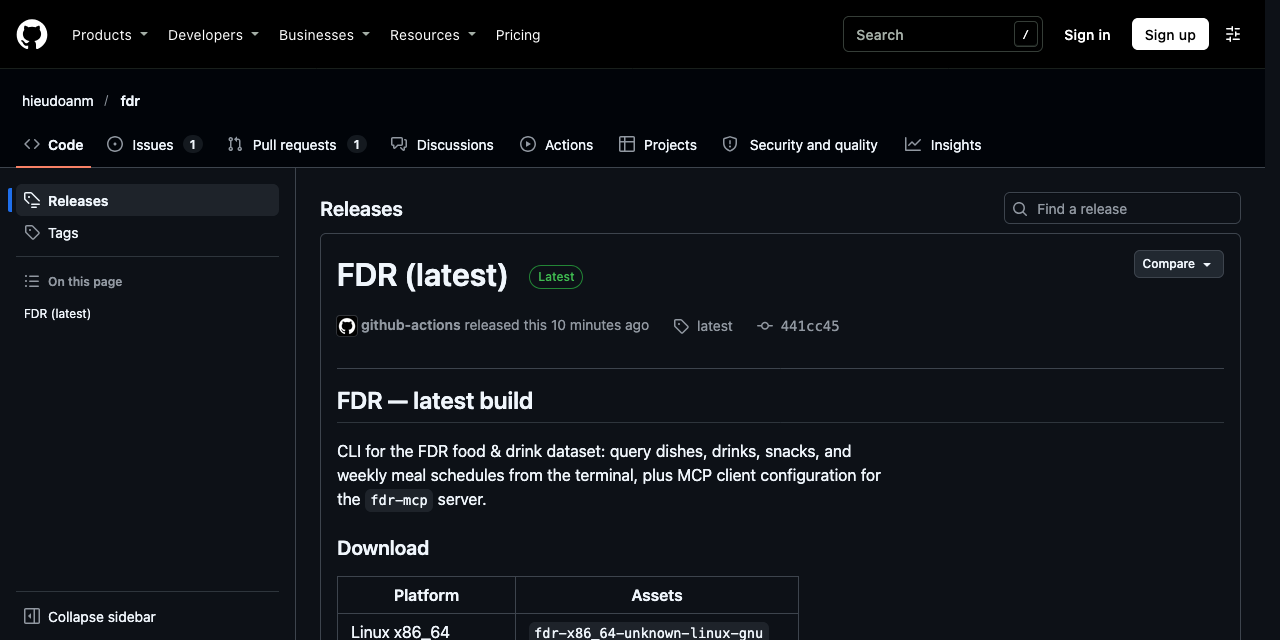 Products Developers Businesses Resources Pricing Search / Sign in Sign up
hieudoanm / fdr
Code Issues 1 Pull requests 1 Discussions Actions Projects Security and quality Insights
Releases
Tags
On this page
FDR (latest)
Collapse sidebar
Releases
Find a release
FDR (latest) Latest
Compare
github-actions released this 10 minutes ago latest 441cc45
FDR — latest build
CLI for the FDR food & drink dataset: query dishes, drinks, snacks, and
weekly meal schedules from the terminal, plus MCP client configuration for
the fdr-mcp server.
Download
Platform Assets
Linux x86_64 fdr-x86_64-unknown-linux-gnu